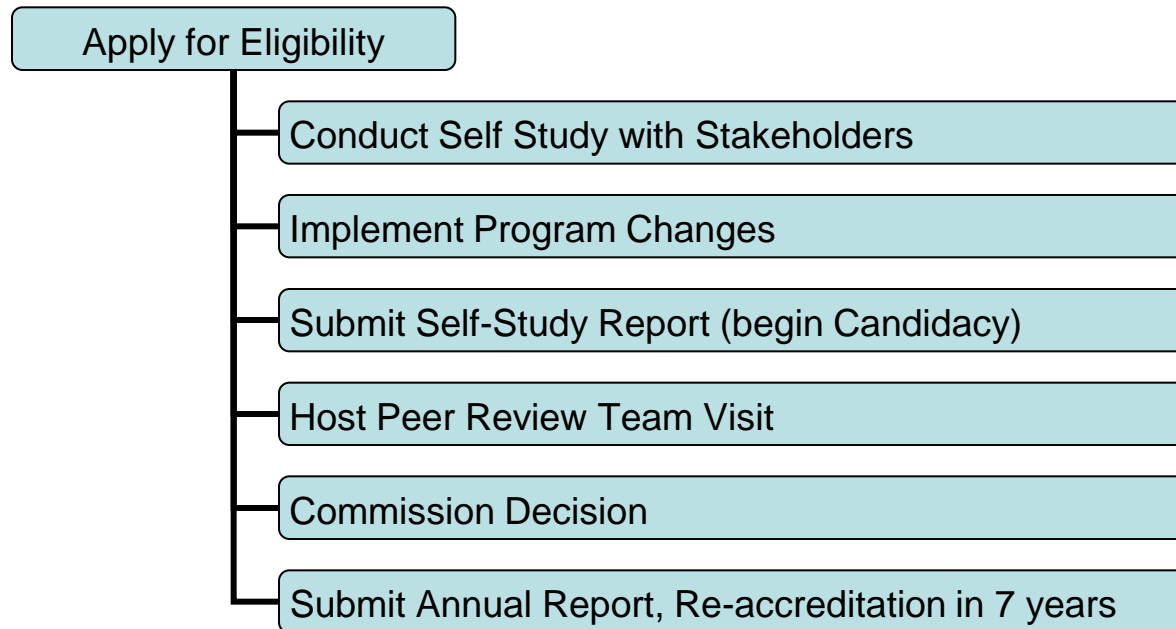 Apply for Eligibility
Conduct Self Study with Stakeholders
Implement Program Changes
Submit Self-Study Report (begin Candidacy)
Host Peer Review Team Visit
Commission Decision
Submit Annual Report, Re-accreditation in 7 years